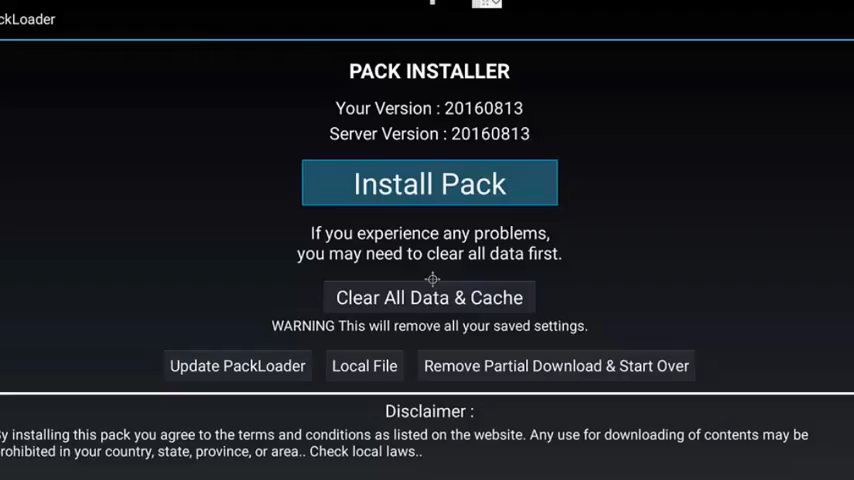 ckLoader
PACK INSTALLER
Your Version : 20160813
Server Version : 20160813
Install Pack
If you experience any problems,
you may need to clear all data first.
Clear All Data & Cache
WARNING This will remove all your saved settings.
Update PackLoader Local File Remove Partial Download & Start Over
Disclaimer :
By installing this pack you agree to the terms and conditions as listed on the website. Any use for downloading of contents may be
rohibited in your country, state, province, or area.. Check local laws..